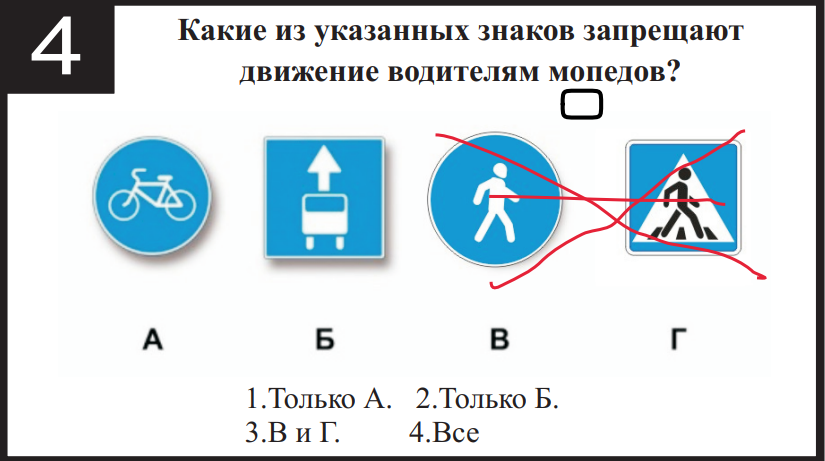 4
Какие из указанных знаков запрещают
движение водителям мопедов?
А Б В Г
1.Только А. 2.Только Б.
3.В и Г. 4.Все